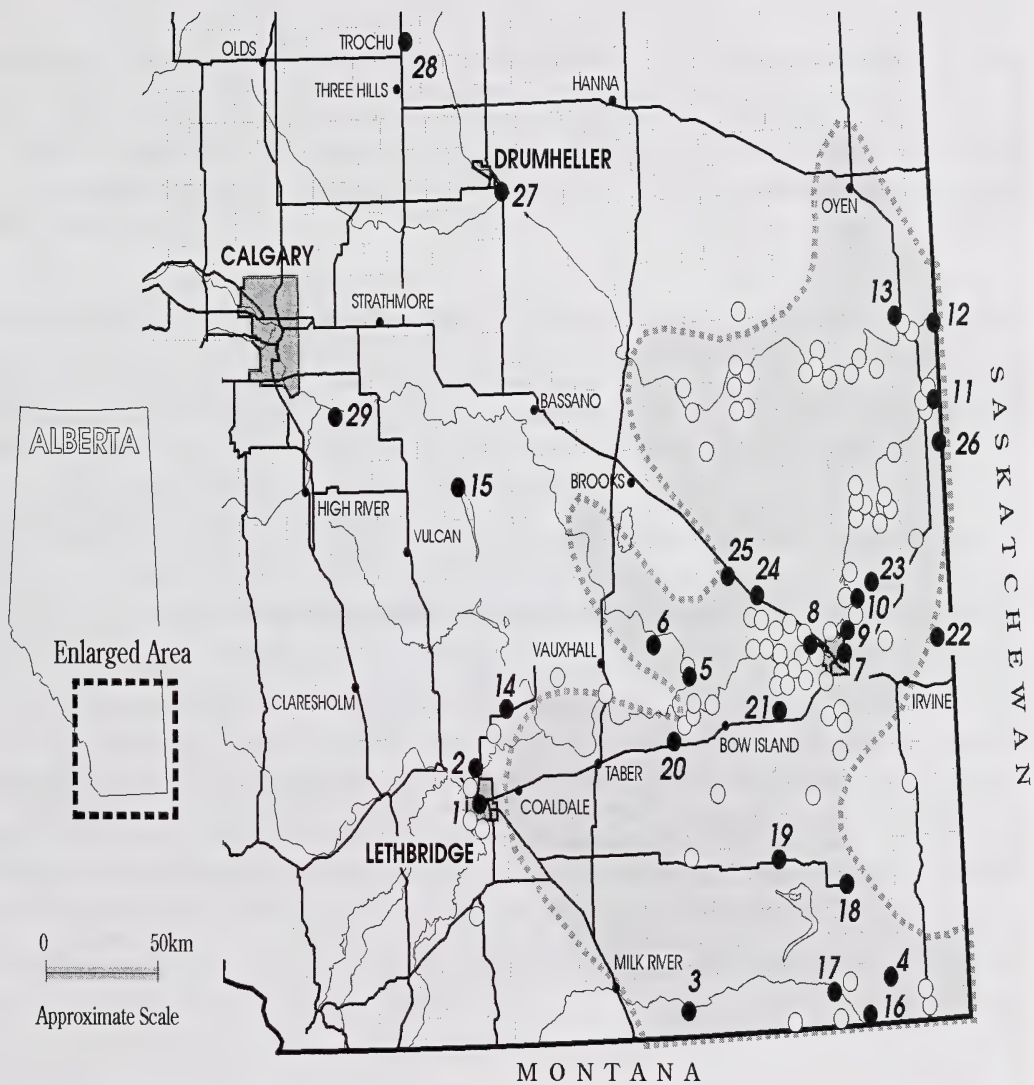 OLDS
TROCHU
28
THREE HILLS
HANNA
DRUMHELLER
27
OYEN
CALGARY
STRATHMORE
13
12
11
29
BASSANO
26
ALBERTA
15
BROOKS
HIGH RIVER
VULCAN
25
24
23
10
8
9
6
22
7
VAUXHALL
5
IRVINE
Enlarged Area
CLARESHOLM
14
21
BOW ISLAND
20
2
TABER
COALDALE
1
LETHBRIDGE
19
18
0 50km
Approximate Scale
MILK RIVER
3
17
4
16
SASKATCHEWAN
MONTANA